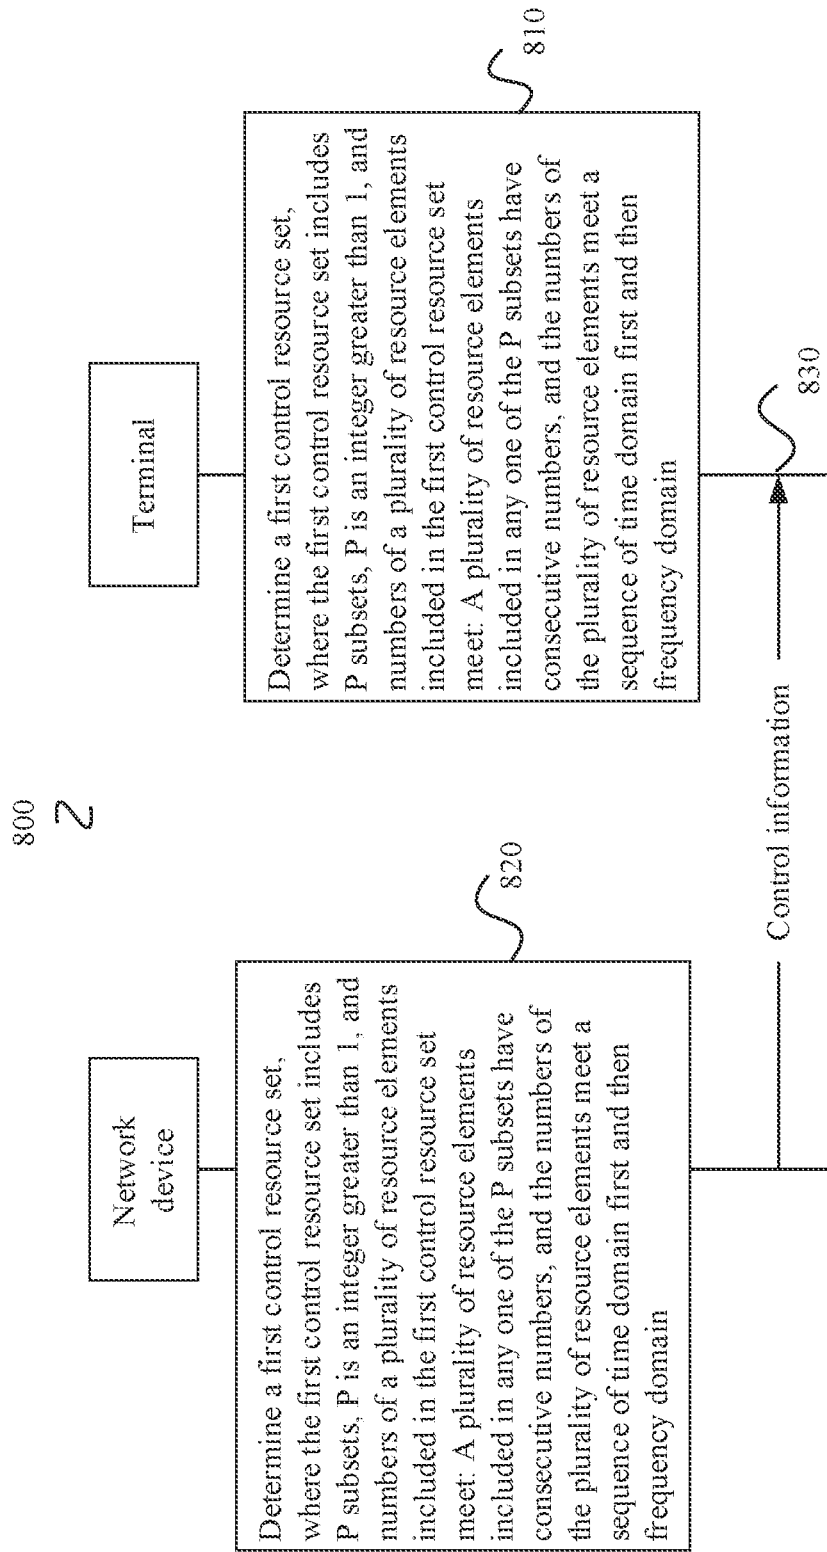 800
Network
device
Terminal
Determine a first control resource set,
where the first control resource set includes
P subsets, P is an integer greater than 1, and
numbers of a plurality of resource elements
included in the first control resource set
meet: A plurality of resource elements
included in any one of the P subsets have
consecutive numbers, and the numbers of
the plurality of resource elements meet a
sequence of time domain first and then
frequency domain
820
Determine a first control resource set,
where the first control resource set includes
P subsets, P is an integer greater than 1, and
numbers of a plurality of resource elements
included in the first control resource set
meet: A plurality of resource elements
included in any one of the P subsets have
consecutive numbers, and the numbers of
the plurality of resource elements meet a
sequence of time domain first and then
frequency domain
810
Control information
830